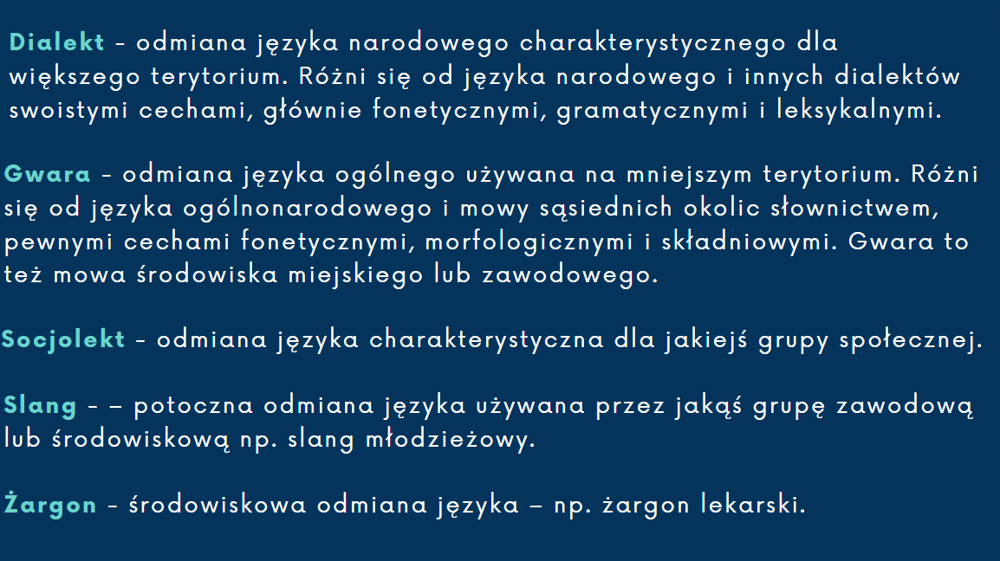 Dialekt - odmiana języka narodowego charakterystycznego dla
większego terytorium. Różni się od języka narodowego i innych dialektów
swoistymi cechami, głównie fonetycznymi, gramatycznymi i leksykalnymi.
Gwara - odmiana języka ogólnego używana na mniejszym terytorium. Różni
się od języka ogólnonarodowego i mowy sąsiednich okolic słownictwem,
pewnymi cechami fonetycznymi, morfologicznymi i składniowymi. Gwara to
też mowa środowiska miejskiego lub zawodowego.
Socjolekt - odmiana języka charakterystyczna dla jakiejś grupy społecznej.
Slang - – potoczna odmiana języka używana przez jakąś grupę zawodową
lub środowiskową np. slang młodzieżowy.
Żargon - środowiskowa odmiana języka – np. żargon lekarski.